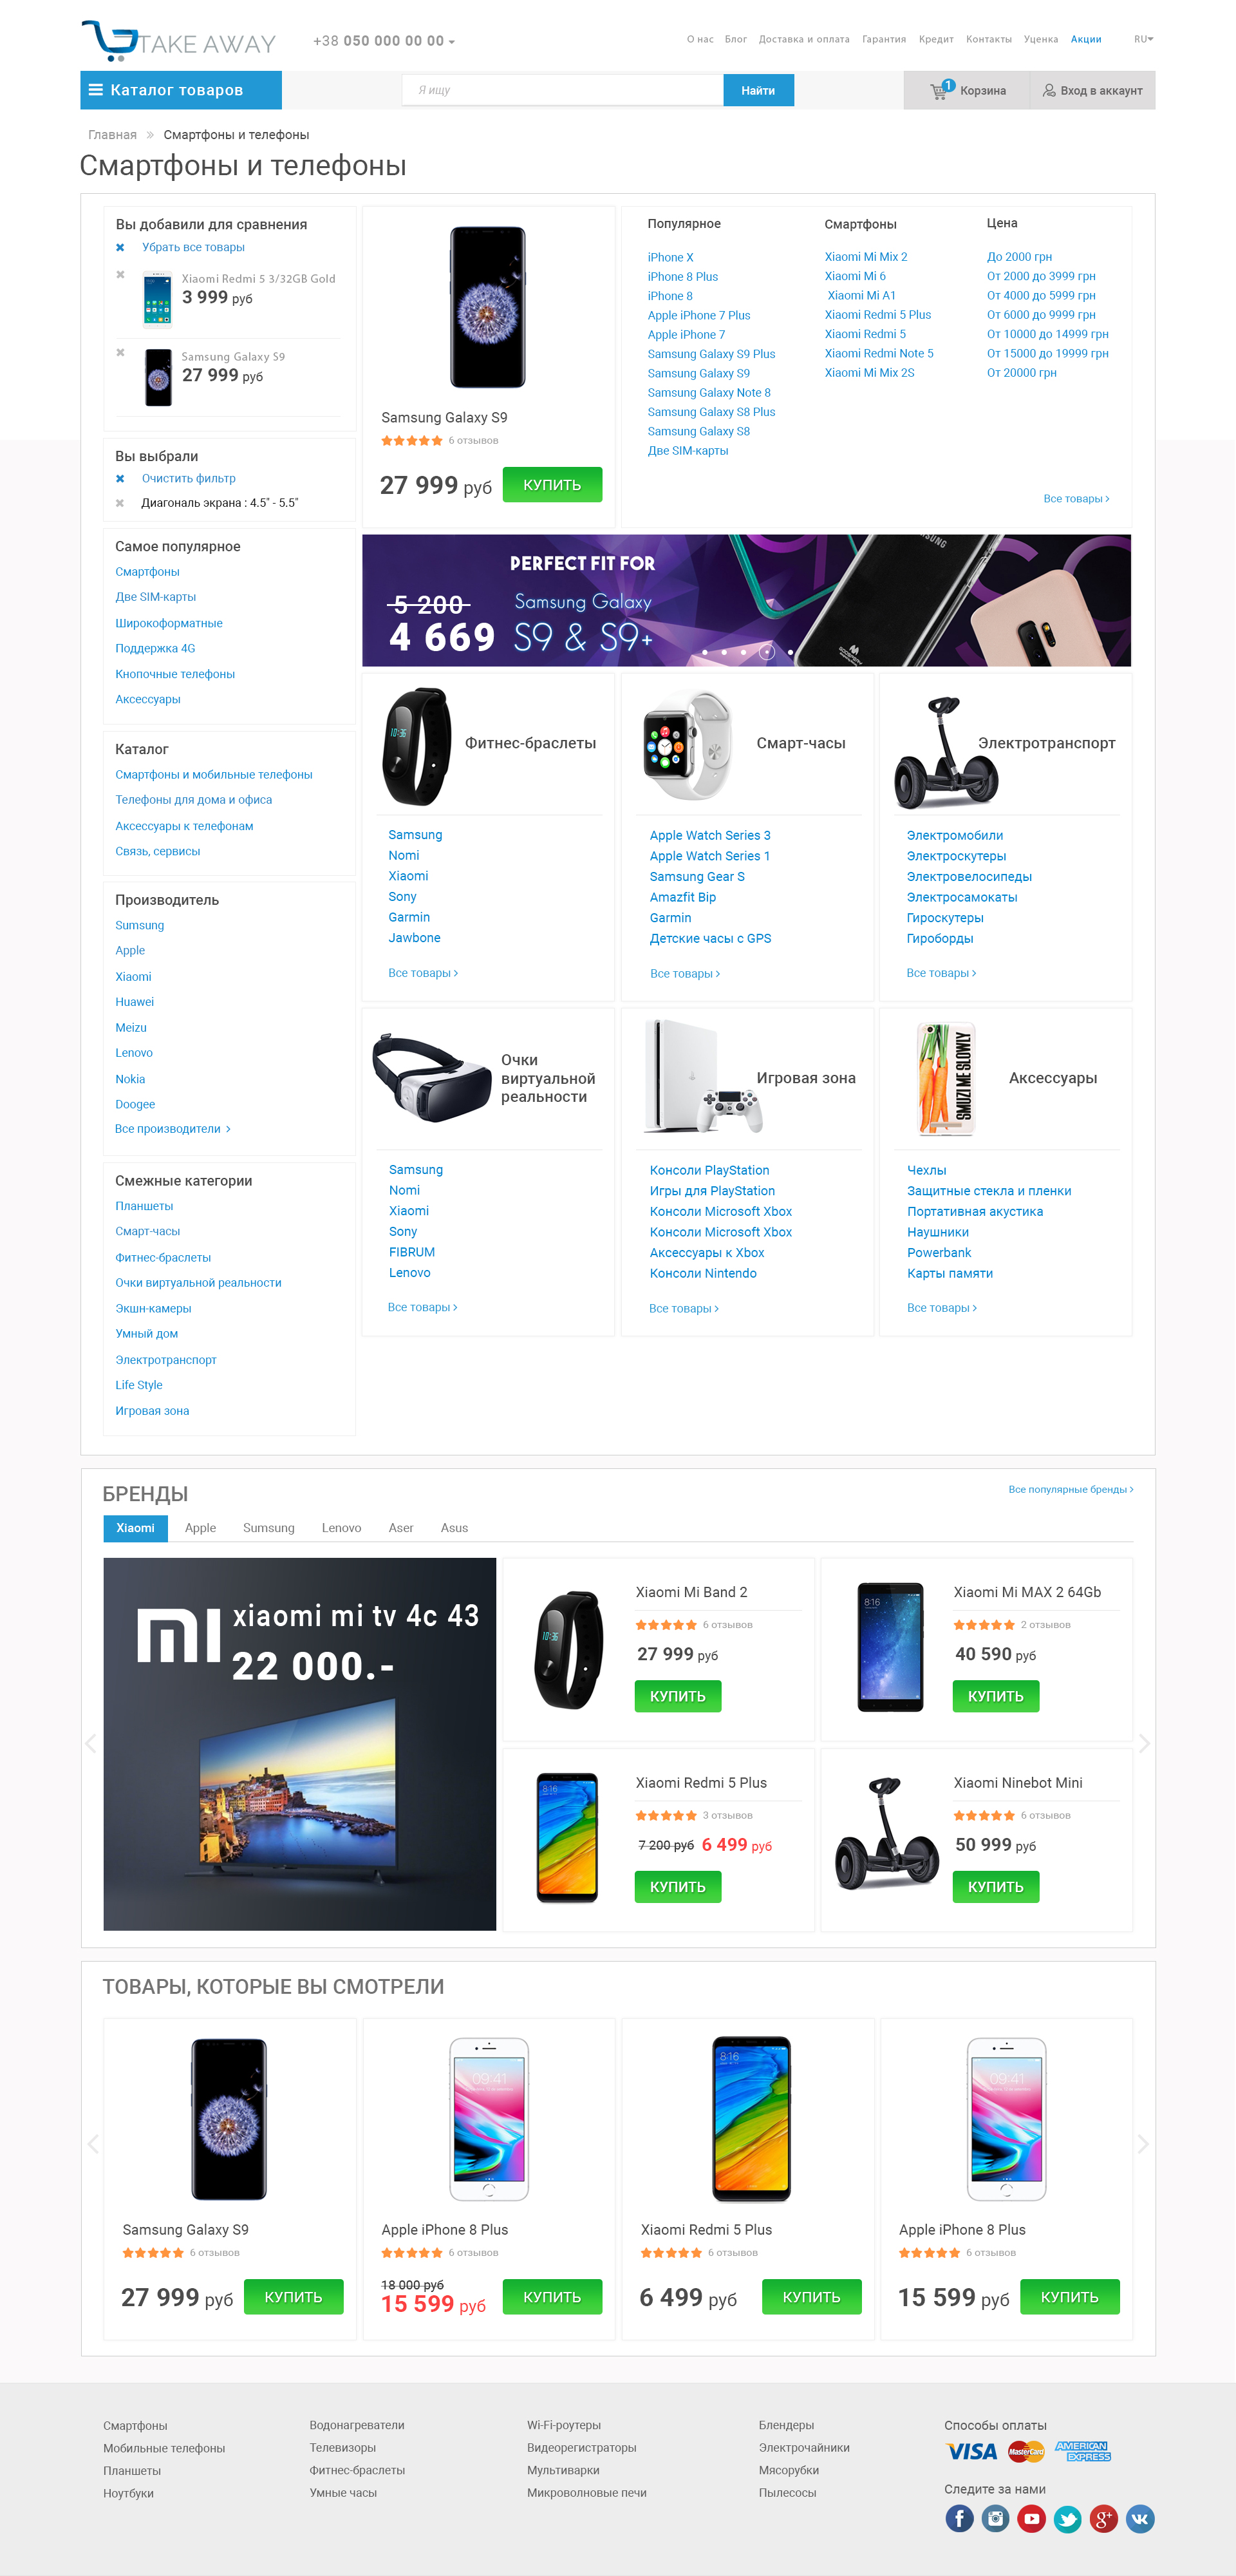 TAKE AWAY
+38 050 000 00 00
О нас Блог Доставка и оплата Гарантия Кредит Контакты Уценка Акции RU
Каталог товаров
Я ищу
Найти
1
Корзина
Вход в аккаунт
Главная » Смартфоны и телефоны
Смартфоны и телефоны
Вы добавили для сравнения
Убрать все товары
Xiaomi Redmi 5 3/32GB Gold
3 999 руб
Samsung Galaxy S9
27 999 руб
Вы выбрали
Очистить фильтр
Диагональ экрана : 4.5" - 5.5"
Самое популярное
Смартфоны
Две SIM-карты
Широкоформатные
Поддержка 4G
Кнопочные телефоны
Аксессуары
Каталог
Смартфоны и мобильные телефоны
Телефоны для дома и офиса
Аксессуары к телефонам
Связь, сервисы
Производитель
Sumsung
Apple
Xiaomi
Huawei
Meizu
Lenovo
Nokia
Doogee
Все производители >
Смежные категории
Планшеты
Смарт-часы
Фитнес-браслеты
Очки виртуальной реальности
Экшн-камеры
Умный дом
Электротранспорт
Life Style
Игровая зона
Samsung Galaxy S9
6 отзывов
27 999 руб
КУПИТЬ
Популярное
iPhone X
iPhone 8 Plus
iPhone 8
Apple iPhone 7 Plus
Apple iPhone 7
Samsung Galaxy S9 Plus
Samsung Galaxy S9
Samsung Galaxy Note 8
Samsung Galaxy S8 Plus
Samsung Galaxy S8
Две SIM-карты
Смартфоны
Xiaomi Mi Mix 2
Xiaomi Mi 6
Xiaomi Mi A1
Xiaomi Redmi 5 Plus
Xiaomi Redmi 5
Xiaomi Redmi Note 5
Xiaomi Mi Mix 2S
Цена
До 2000 грн
От 2000 до 3999 грн
От 4000 до 5999 грн
От 6000 до 9999 грн
От 10000 до 14999 грн
От 15000 до 19999 грн
От 20000 грн
Все товары >
PERFECT FIT FOR
5 200
4 669
Samsung Galaxy
S9 & S9+
SAMSUNG
Фитнес-браслеты
10:36
Samsung
Nomi
Xiaomi
Sony
Garmin
Jawbone
Все товары >
Смарт-часы
Apple Watch Series 3
Apple Watch Series 1
Samsung Gear S
Amazfit Bip
Garmin
Детские часы с GPS
Все товары >
Электротранспорт
Электромобили
Электроскутеры
Электровелосипеды
Электросамокаты
Гироскутеры
Гироборды
Все товары >
Очки
виртуальной
реальности
Samsung
Nomi
Xiaomi
Sony
FIBRUM
Lenovo
Все товары >
Игровая зона
Консоли PlayStation
Игры для PlayStation
Консоли Microsoft Xbox
Консоли Microsoft Xbox
Аксессуары к Xbox
Консоли Nintendo
Все товары >
SMUZI ME SLOWLY
Аксессуары
Чехлы
Защитные стекла и пленки
Портативная акустика
Наушники
Powerbank
Карты памяти
Все товары >
БРЕНДЫ
Все популярные бренды >
Xiaomi Apple Sumsung Lenovo Aser Asus
MI
xiaomi mi tv 4c 43
22 000.-
10:36
Xiaomi Mi Band 2
6 отзывов
27 999 руб
КУПИТЬ
8:16
Xiaomi Mi MAX 2 64Gb
2 отзывов
40 590 руб
КУПИТЬ
8:16
Xiaomi Redmi 5 Plus
3 отзывов
7 200 руб 6 499 руб
КУПИТЬ
Xiaomi Ninebot Mini
6 отзывов
50 999 руб
КУПИТЬ
ТОВАРЫ, КОТОРЫЕ ВЫ СМОТРЕЛИ
Samsung Galaxy S9
6 отзывов
27 999 руб
КУПИТЬ
09:41
Apple iPhone 8 Plus
6 отзывов
18 000 руб
15 599 руб
КУПИТЬ
8:16
Xiaomi Redmi 5 Plus
6 отзывов
6 499 руб
КУПИТЬ
09:41
Apple iPhone 8 Plus
6 отзывов
15 599 руб
КУПИТЬ
Смартфоны
Мобильные телефоны
Планшеты
Ноутбуки
Водонагреватели
Телевизоры
Фитнес-браслеты
Умные часы
Wi-Fi-роутеры
Видеорегистраторы
Мультиварки
Микроволновые печи
Блендеры
Электрочайники
Мясорубки
Пылесосы
Способы оплаты
VISA
MasterCard
AMERICAN EXPRESS
Следите за нами